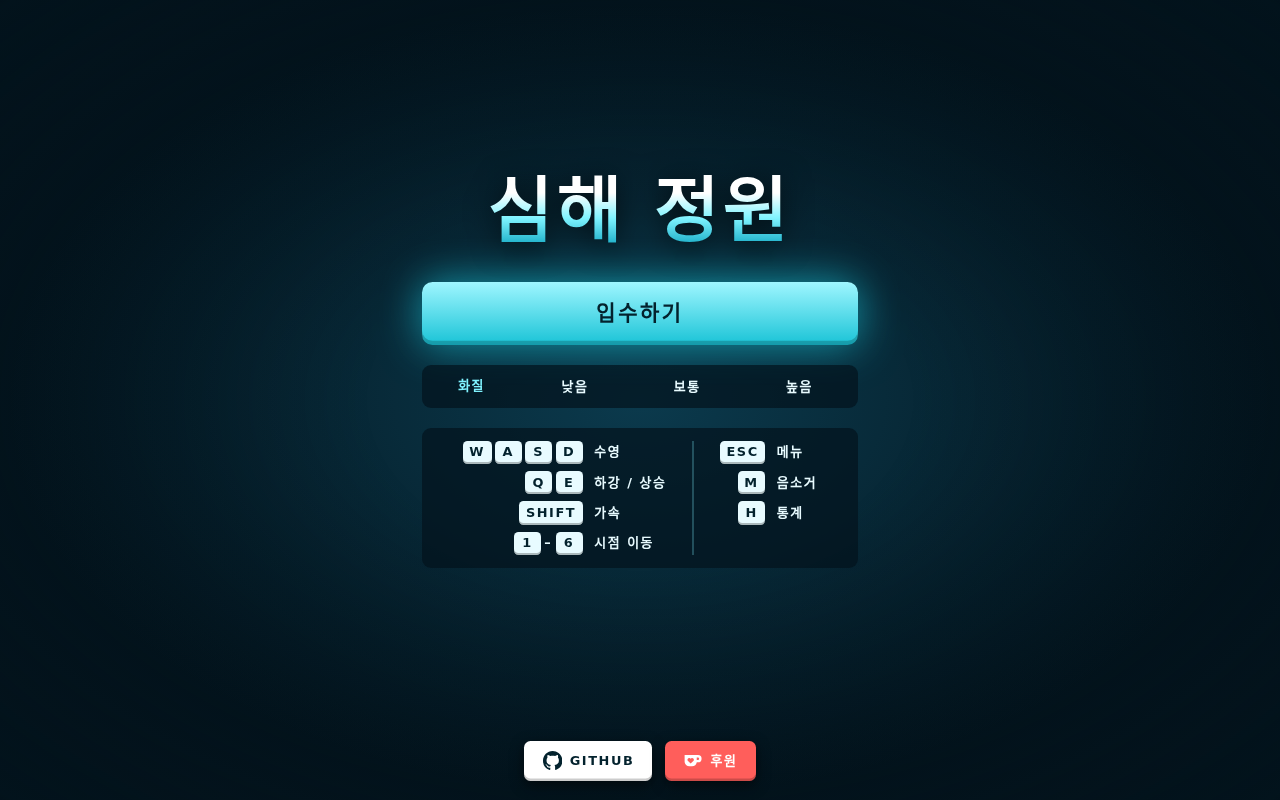 심해 정원
입수하기
화질 낮음 보통 높음
W A S D 수영
Q E 하강 / 상승
SHIFT 가속
1 - 6 시점 이동
ESC 메뉴
M 음소거
H 통계
GITHUB
후원